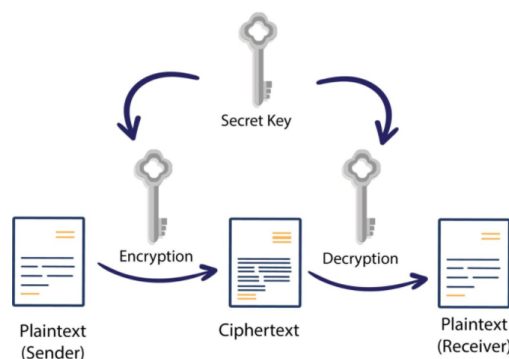 Secret Key
Encryption
Decryption
Plaintext
(Sender)
Ciphertext
Plaintext
(Receiver)